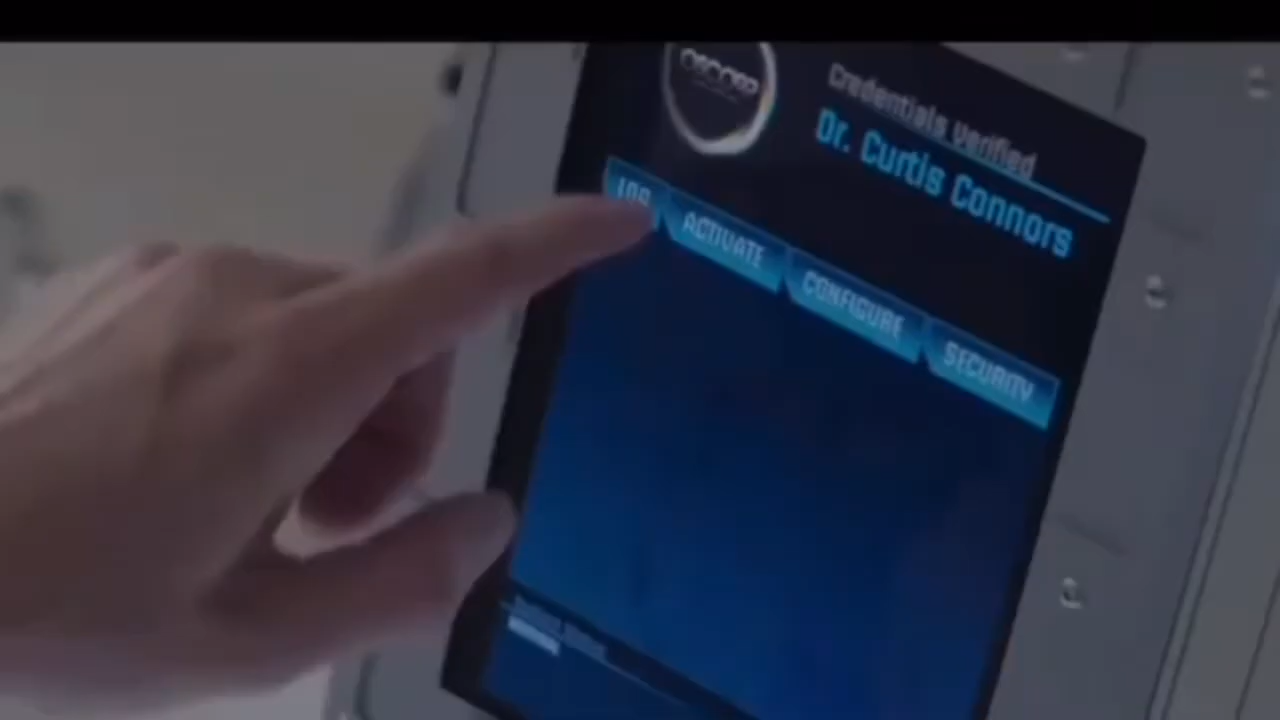 OSCORP
Credentials Verified
Dr. Curtis Connors
LOG
ACTIVATE
CONFIGURE
SECURITY